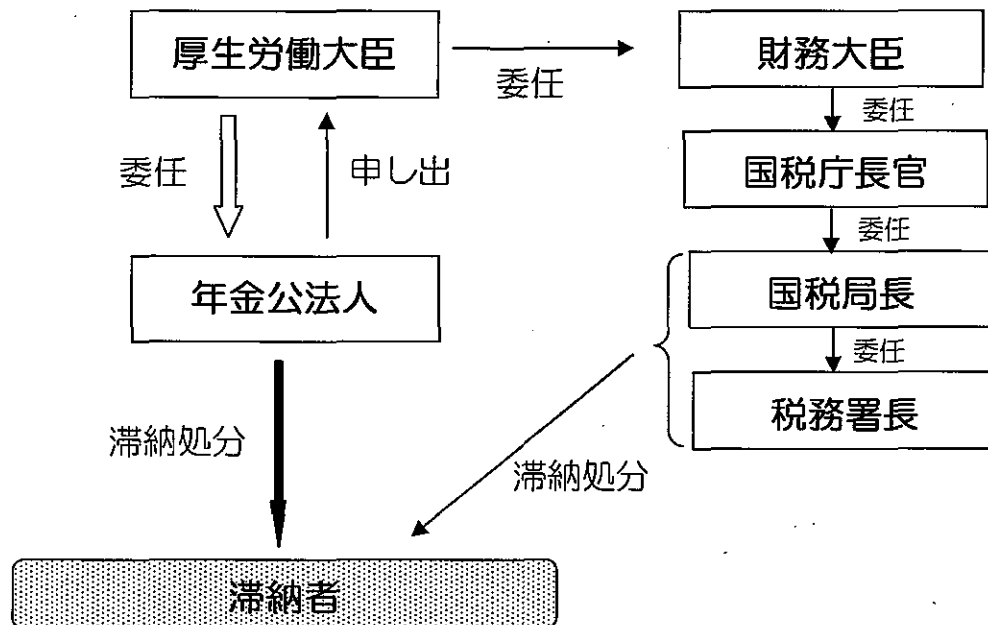 厚生労働大臣
委任
財務大臣
委任
国税庁長官
委任
申し出
委任
年金公法人
国税局長
委任
税務署長
滞納処分
滞納処分
滞納者